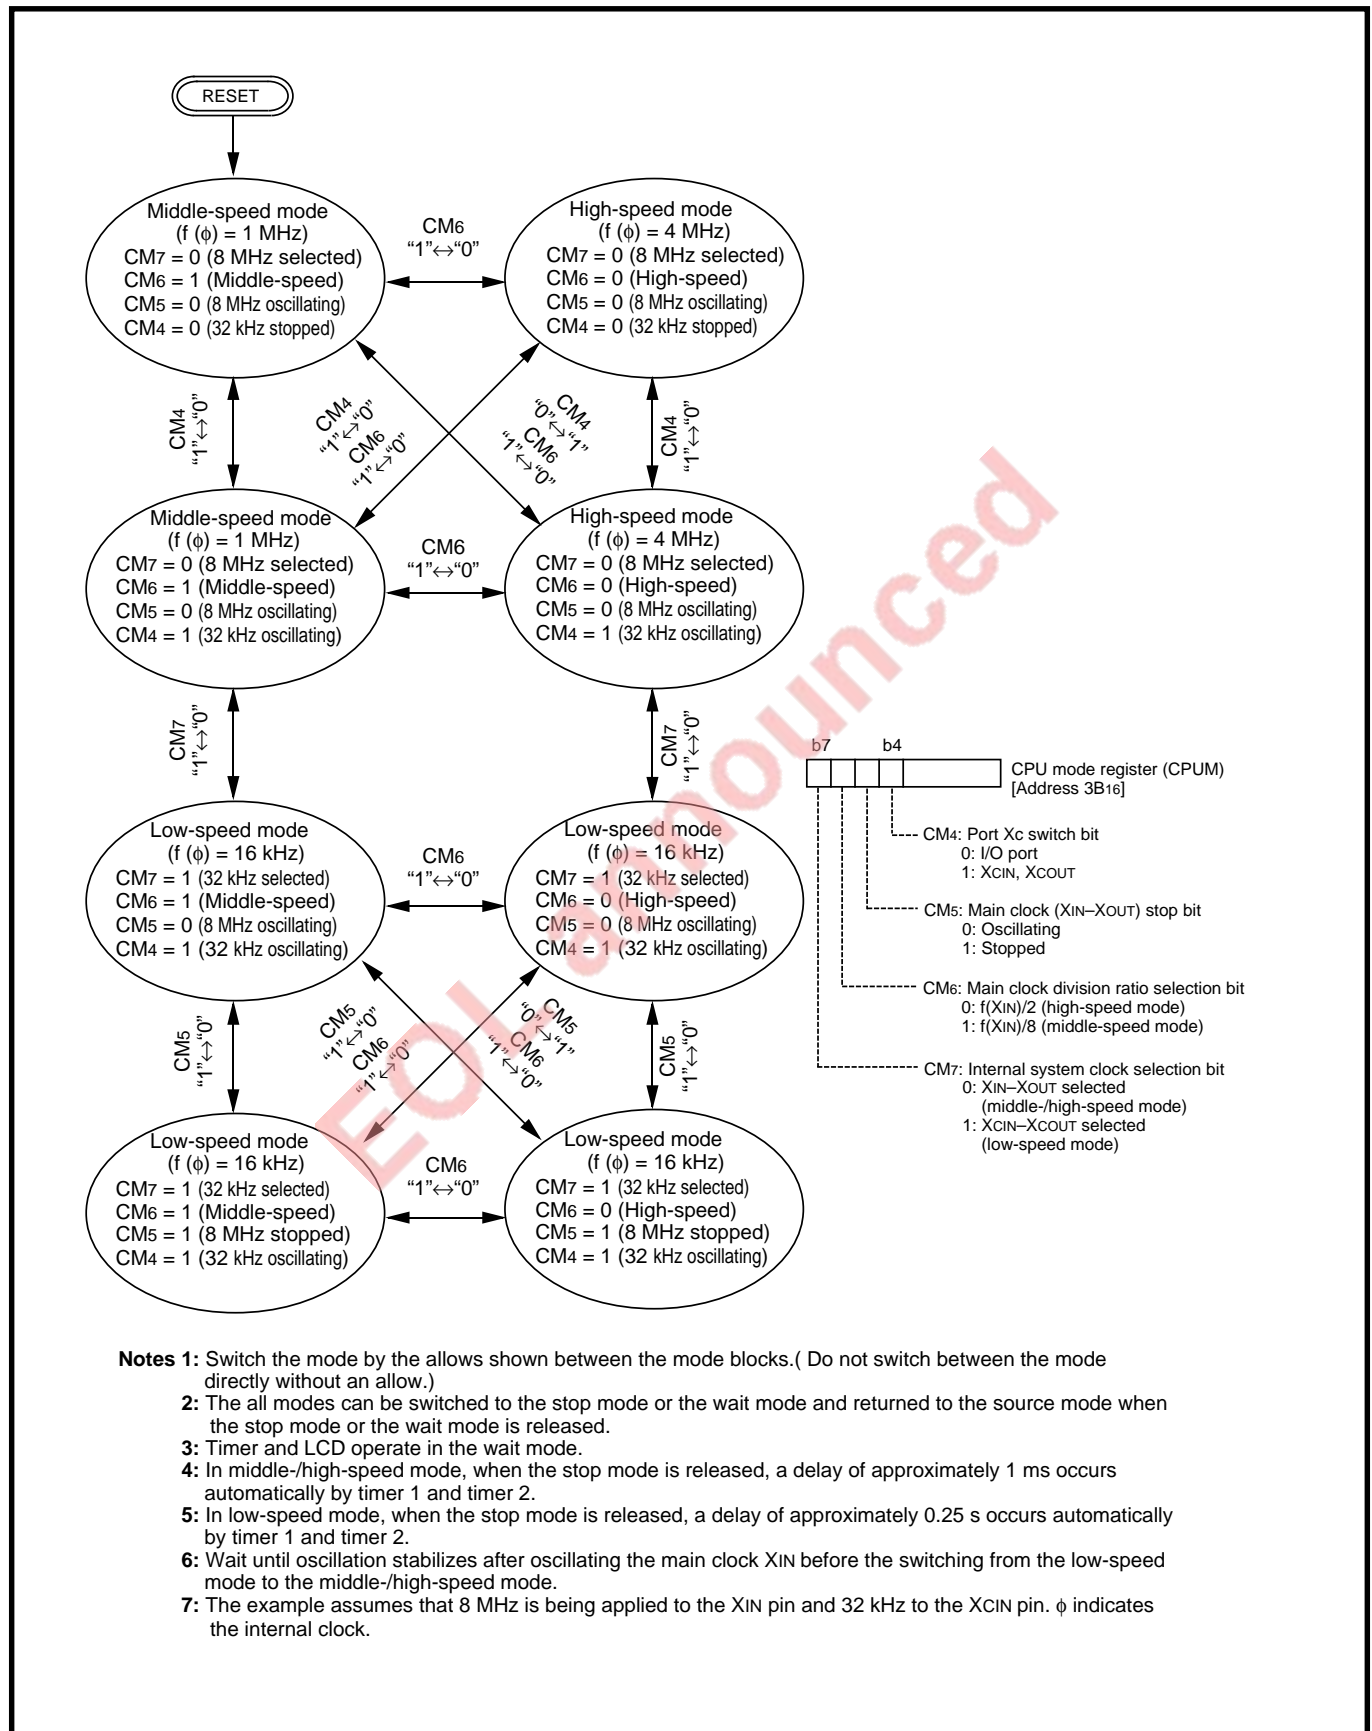 RESET
Middle-speed mode
(f (ϕ) = 1 MHz)
CM7 = 0 (8 MHz selected)
CM6 = 1 (Middle-speed)
CM5 = 0 (8 MHz oscillating)
CM4 = 0 (32 kHz stopped)
CM6
“1”↔“0”
High-speed mode
(f (ϕ) = 4 MHz)
CM7 = 0 (8 MHz selected)
CM6 = 0 (High-speed)
CM5 = 0 (8 MHz oscillating)
CM4 = 0 (32 kHz stopped)
CM4
“1”↔“0”
CM4
“1”↔“0”
CM6
“1”↔“0”
CM4
“0”↔“1”
CM6
“1”↔“0”
CM4
“1”↔“0”
Middle-speed mode
(f (ϕ) = 1 MHz)
CM7 = 0 (8 MHz selected)
CM6 = 1 (Middle-speed)
CM5 = 0 (8 MHz oscillating)
CM4 = 1 (32 kHz oscillating)
CM6
“1”↔“0”
High-speed mode
(f (ϕ) = 4 MHz)
CM7 = 0 (8 MHz selected)
CM6 = 0 (High-speed)
CM5 = 0 (8 MHz oscillating)
CM4 = 1 (32 kHz oscillating)
CM7
“1”↔“0”
CM7
“1”↔“0”
Low-speed mode
(f (ϕ) = 16 kHz)
CM7 = 1 (32 kHz selected)
CM6 = 1 (Middle-speed)
CM5 = 0 (8 MHz oscillating)
CM4 = 1 (32 kHz oscillating)
CM6
“1”↔“0”
Low-speed mode
(f (ϕ) = 16 kHz)
CM7 = 1 (32 kHz selected)
CM6 = 0 (High-speed)
CM5 = 0 (8 MHz oscillating)
CM4 = 1 (32 kHz oscillating)
CM5
“1”↔“0”
CM5
“1”↔“0”
CM6
“1”↔“0”
CM5
“0”↔“1”
CM6
“1”↔“0”
CM5
“1”↔“0”
Low-speed mode
(f (ϕ) = 16 kHz)
CM7 = 1 (32 kHz selected)
CM6 = 1 (Middle-speed)
CM5 = 1 (8 MHz stopped)
CM4 = 1 (32 kHz oscillating)
CM6
“1”↔“0”
Low-speed mode
(f (ϕ) = 16 kHz)
CM7 = 1 (32 kHz selected)
CM6 = 0 (High-speed)
CM5 = 1 (8 MHz stopped)
CM4 = 1 (32 kHz oscillating)
b7 b4
CPU mode register (CPUM)
[Address 3B16]
CM4: Port Xc switch bit
0: I/O port
1: XCIN, XCOUT
CM5: Main clock (XIN–XOUT) stop bit
0: Oscillating
1: Stopped
CM6: Main clock division ratio selection bit
0: f(XIN)/2 (high-speed mode)
1: f(XIN)/8 (middle-speed mode)
CM7: Internal system clock selection bit
0: XIN–XOUT selected
(middle-/high-speed mode)
1: XCIN–XCOUT selected
(low-speed mode)
EOL announced
Notes 1: Switch the mode by the allows shown between the mode blocks.( Do not switch between the mode
directly without an allow.)
2: The all modes can be switched to the stop mode or the wait mode and returned to the source mode when
the stop mode or the wait mode is released.
3: Timer and LCD operate in the wait mode.
4: In middle-/high-speed mode, when the stop mode is released, a delay of approximately 1 ms occurs
automatically by timer 1 and timer 2.
5: In low-speed mode, when the stop mode is released, a delay of approximately 0.25 s occurs automatically
by timer 1 and timer 2.
6: Wait until oscillation stabilizes after oscillating the main clock XIN before the switching from the low-speed
mode to the middle-/high-speed mode.
7: The example assumes that 8 MHz is being applied to the XIN pin and 32 kHz to the XCIN pin. ϕ indicates
the internal clock.